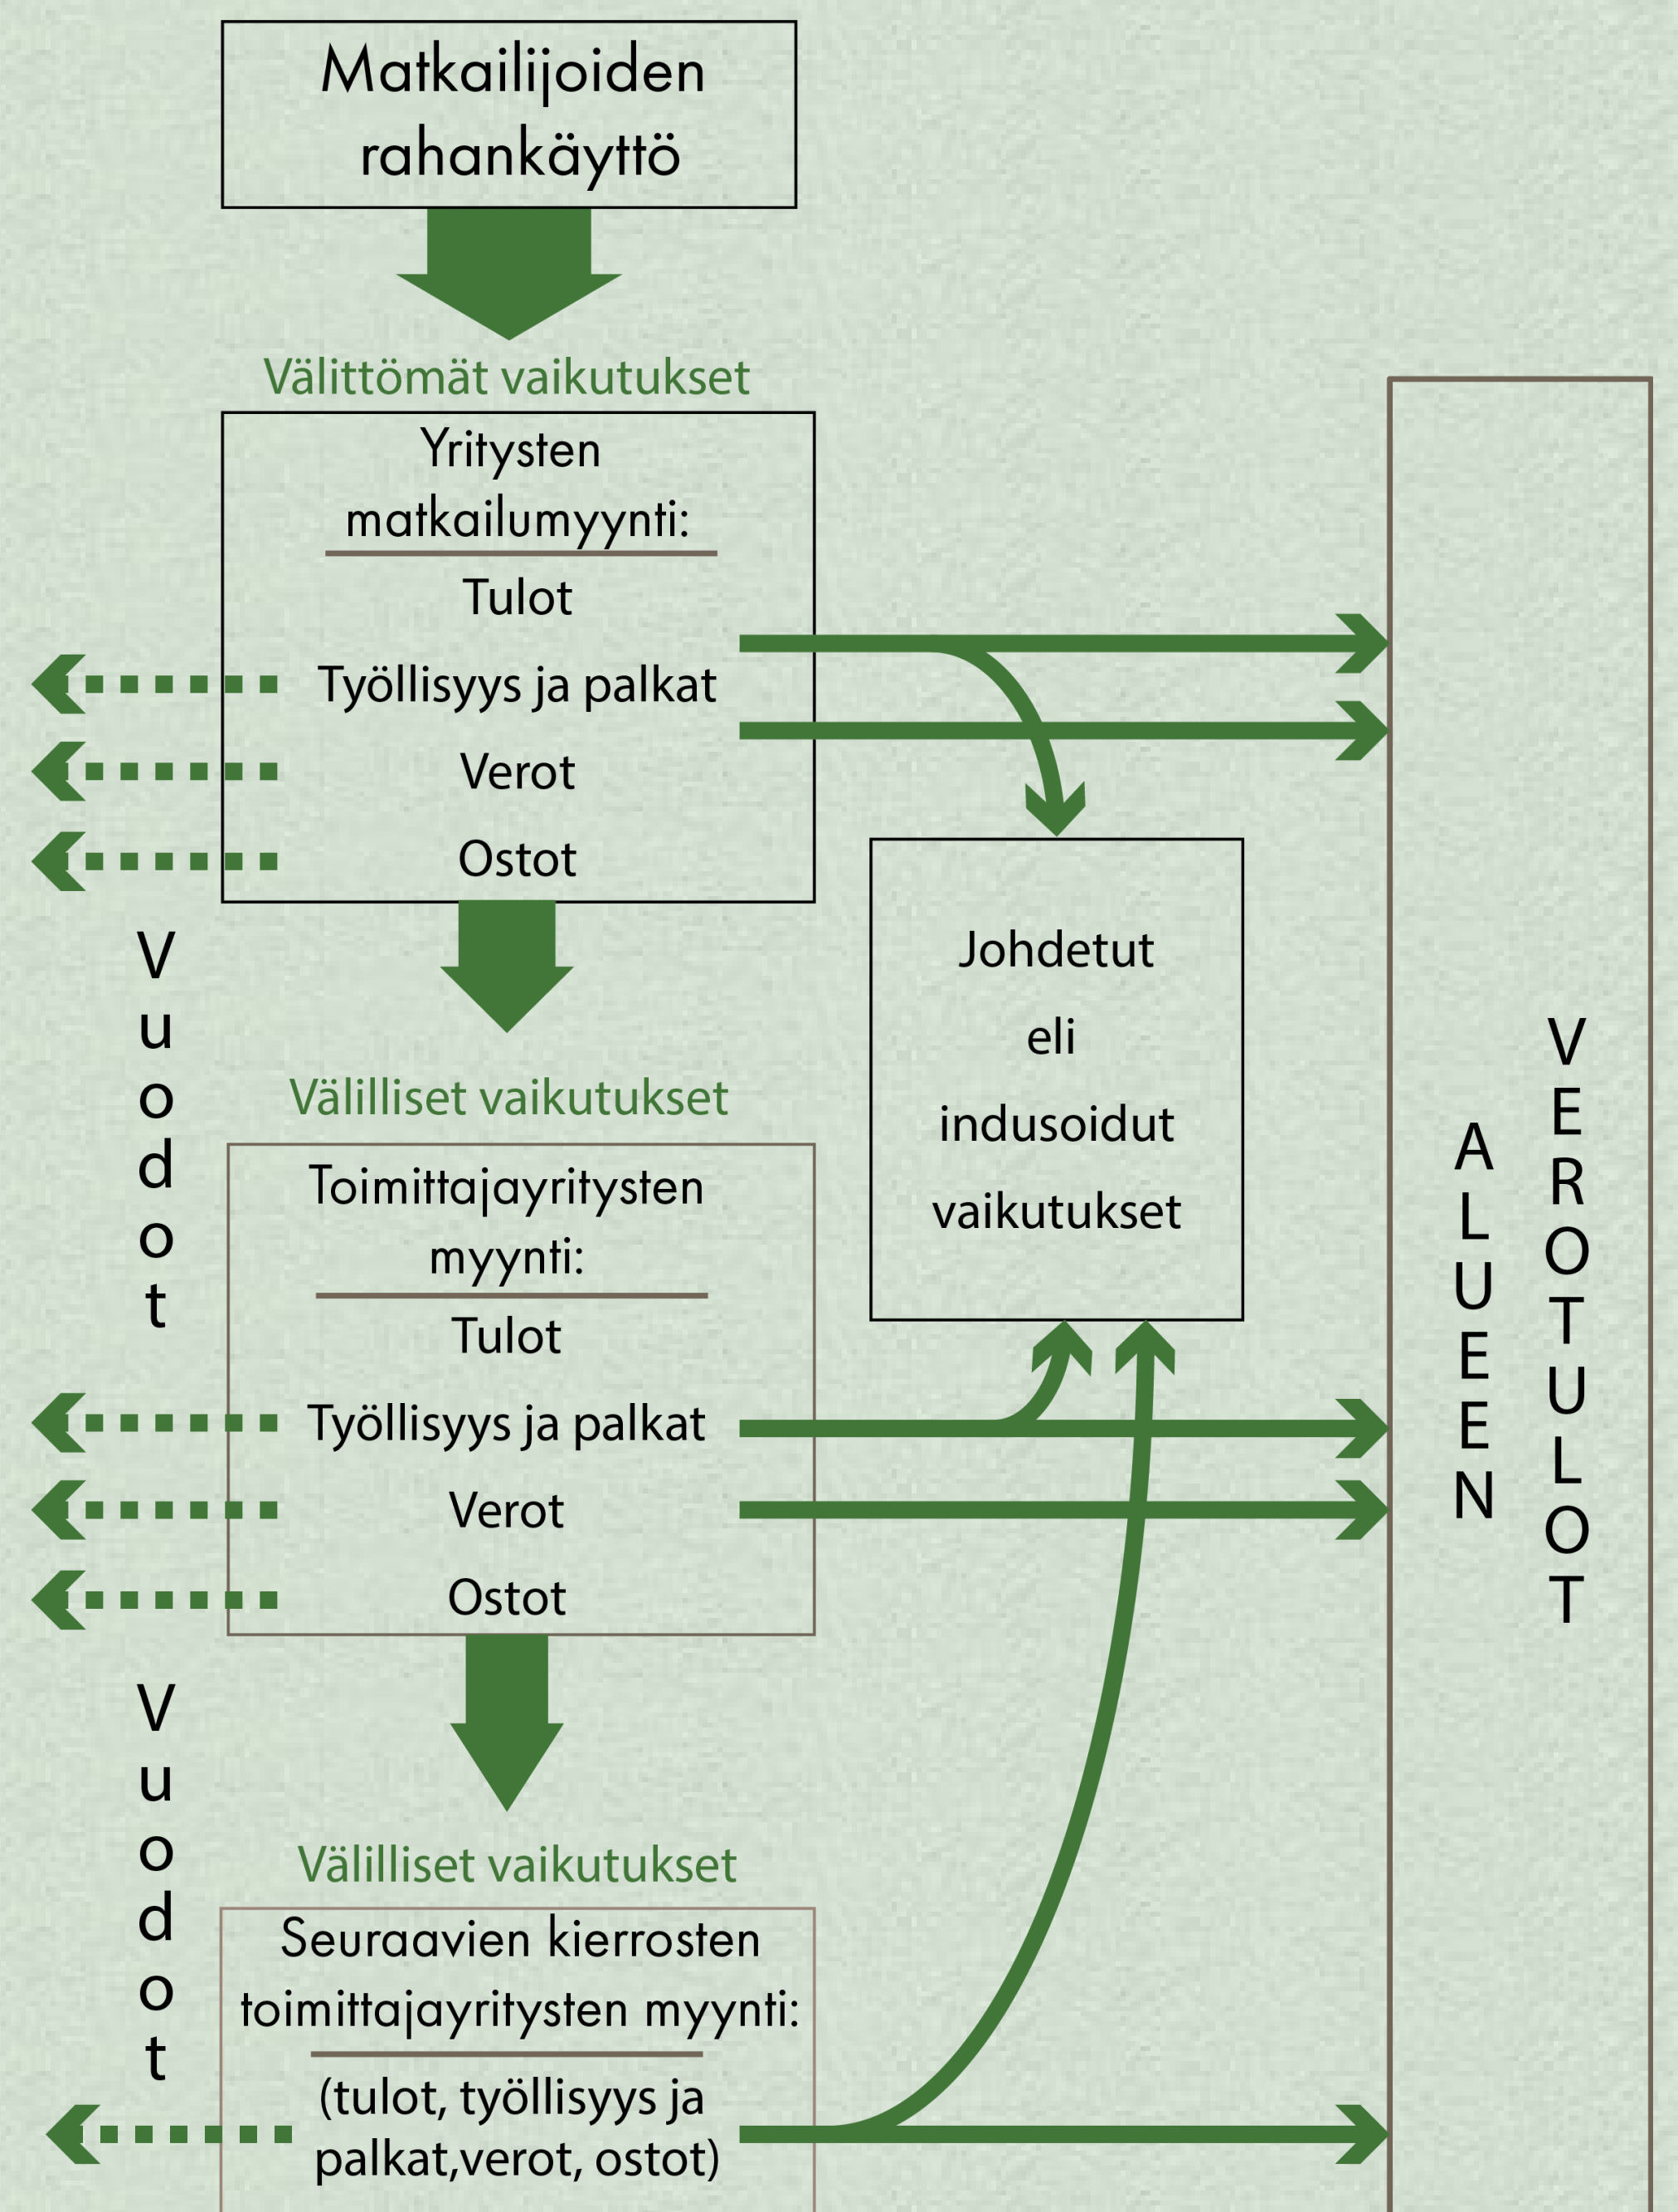 Matkailijoiden
rahankäyttö
Välittömät vaikutukset
Yritysten
matkailumyynti:
Tulot
Työllisyys ja palkat
Verot
Ostot
Vuodot
Johdetut
eli
indusoidut
vaikutukset
Välilliset vaikutukset
Toimittajayritysten
myynti:
Tulot
Työllisyys ja palkat
Verot
Ostot
Vuodot
Välilliset vaikutukset
Seuraavien kierrosten
toimittajayritysten myynti:
(tulot, työllisyys ja
palkat,verot, ostot)
ALUEEN
VEROTULOT